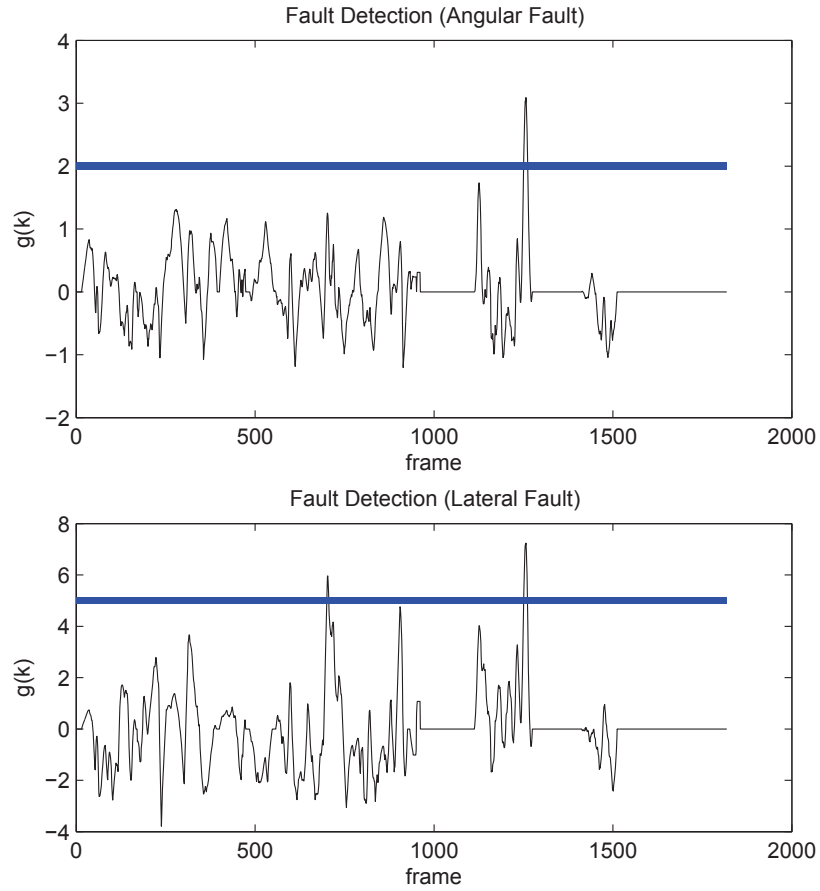 Fault Detection (Angular Fault)
4
3
2
1
0
−1
−2
g(k)
0 500 1000 1500 2000
frame
Fault Detection (Lateral Fault)
8
6
4
2
0
−2
−4
g(k)
0 500 1000 1500 2000
frame